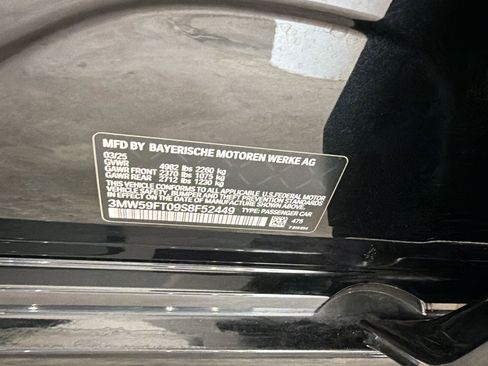 MFD BY BAYERISCHE MOTOREN WERKE AG
03/25
GVWR 4982 lbs 2260 kg
GAWR FRONT 2370 lbs 1075 kg
GAWR REAR 2712 lbs 1230 kg
THIS VEHICLE CONFORMS TO ALL APPLICABLE U.S. FEDERAL MOTOR
VEHICLE SAFETY, BUMPER, AND THEFT PREVENTION STANDARDS IN
EFFECT ON THE DATE OF MANUFACTURE SHOWN ABOVE.
3MW59FT09S8F52449 TYPE: PASSENGER CAR
475